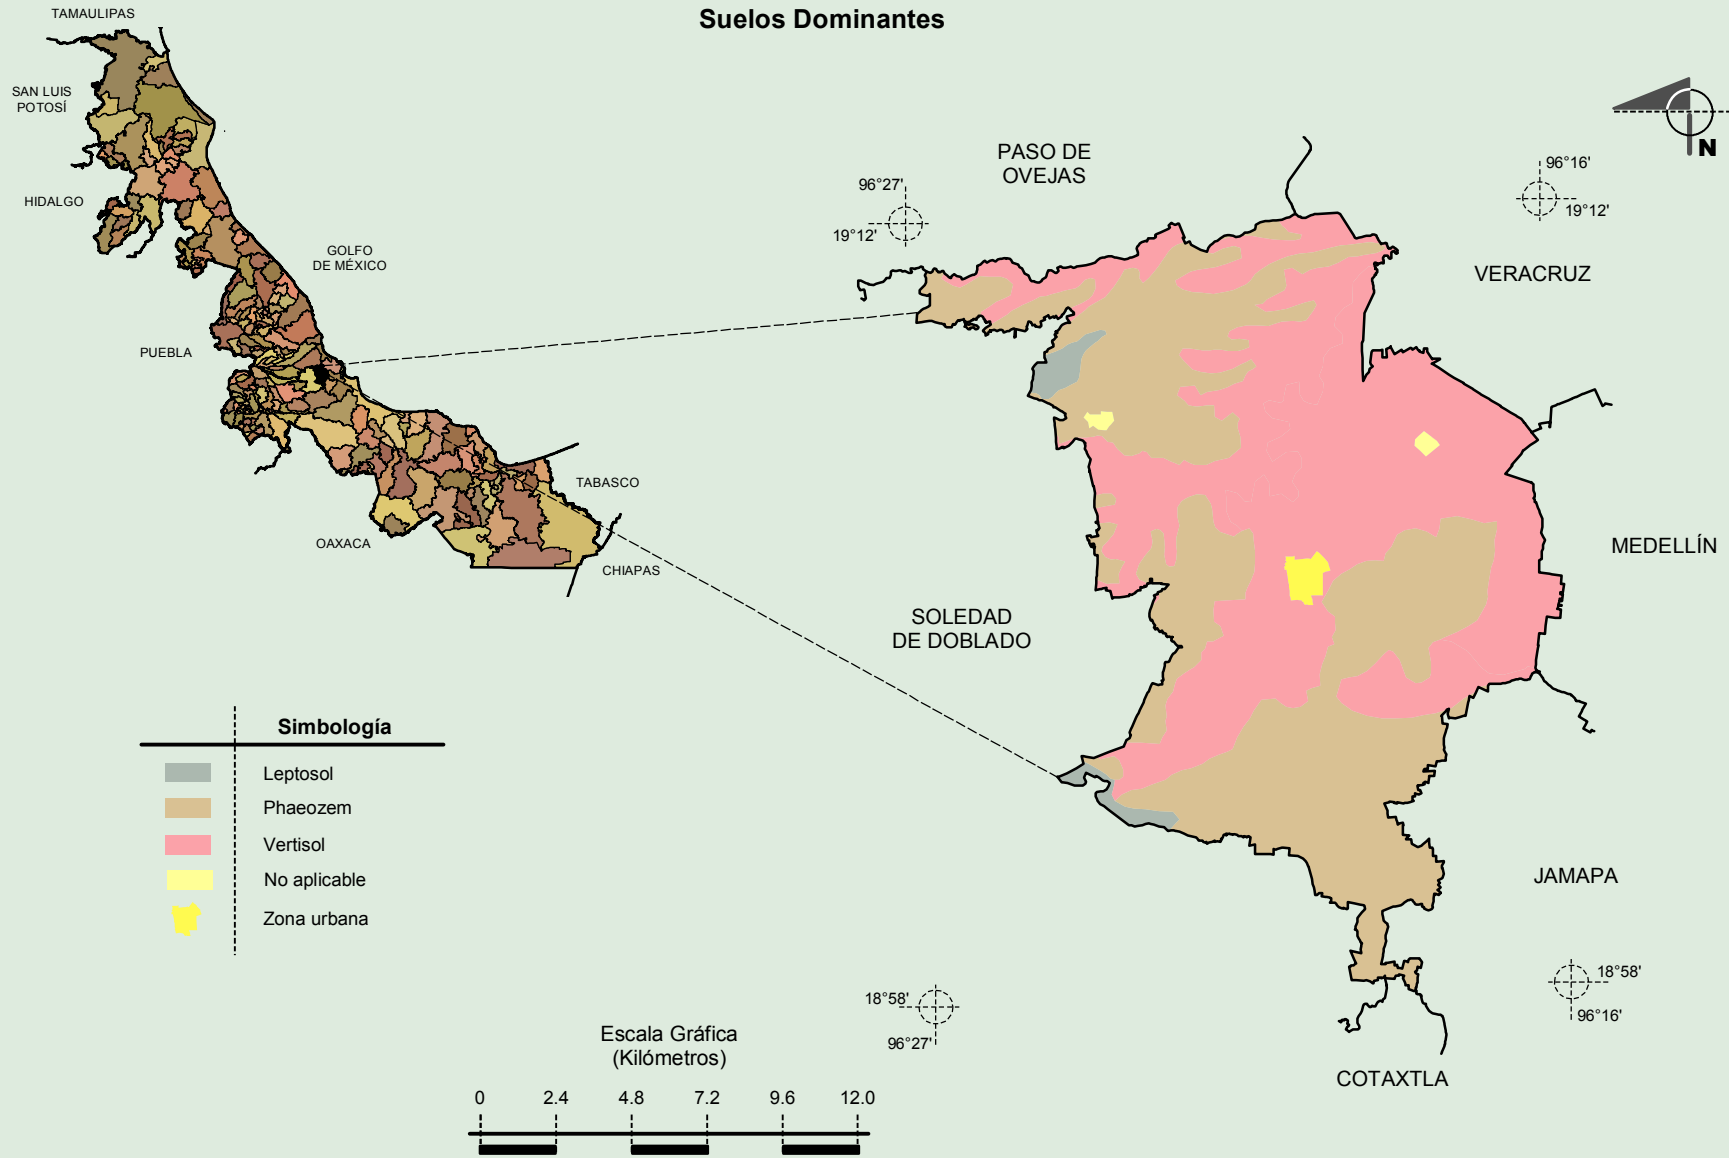 Suelos Dominantes
TAMAULIPAS
SAN LUIS
POTOSÍ
HIDALGO
GOLFO
DE MÉXICO
PUEBLA
TABASCO
OAXACA
CHIAPAS
N
PASO DE
OVEJAS
96°27'
19°12'
96°16'
19°12'
VERACRUZ
MEDELLÍN
SOLEDAD
DE DOBLADO
JAMAPA
18°58'
96°16'
18°58'
96°27'
COTAXTLA
Simbología
Leptosol
Phaeozem
Vertisol
No aplicable
Zona urbana
Escala Gráfica
(Kilómetros)
0 2.4 4.8 7.2 9.6 12.0